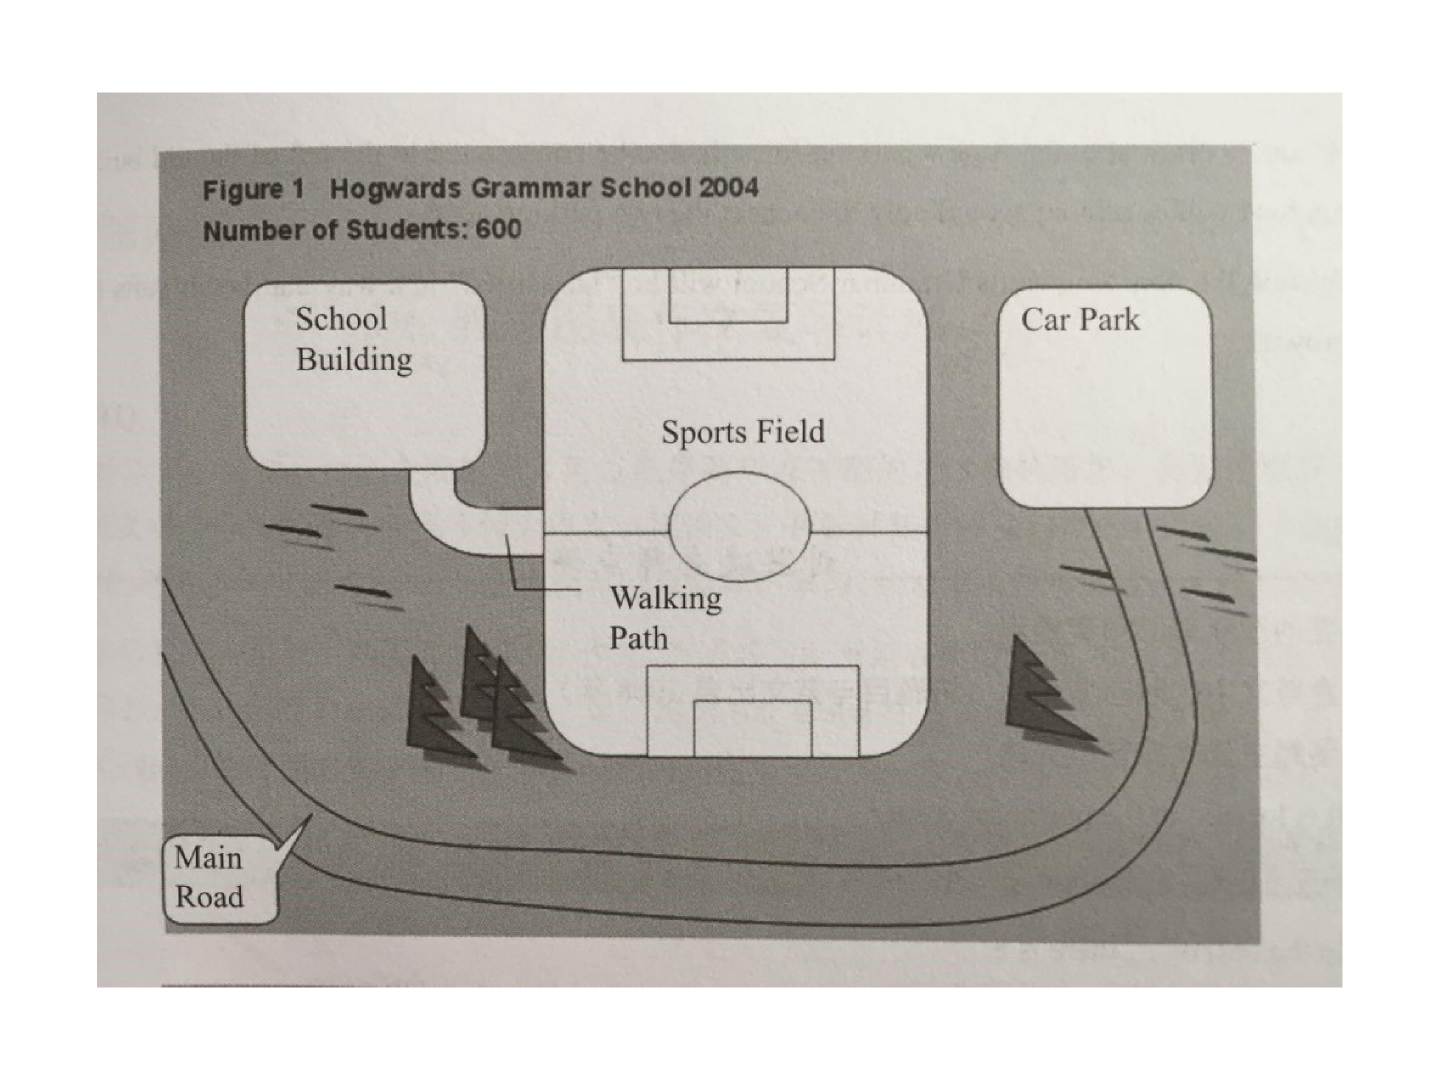 Figure 1 Hogwards Grammar School 2004
Number of Students: 600
School
Building
Car Park
Sports Field
Walking
Path
Main
Road